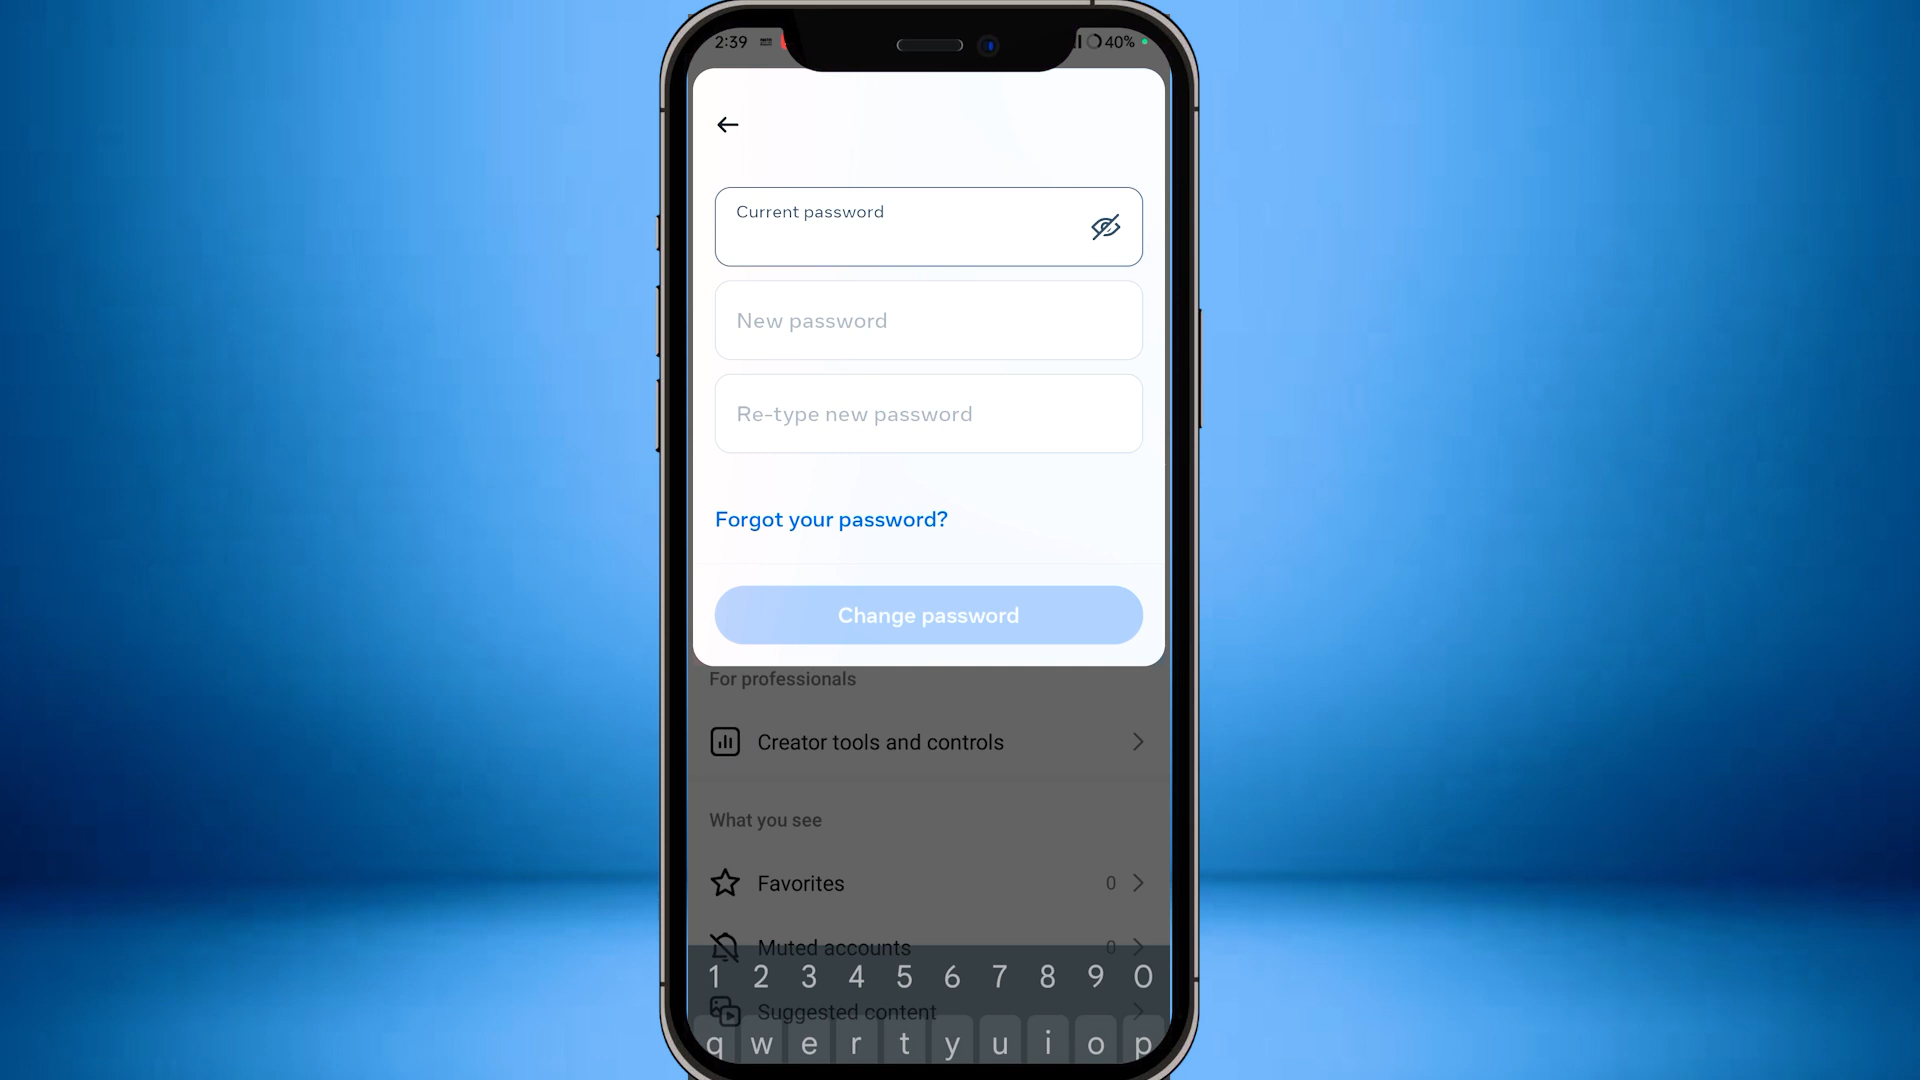 2:39
40%
Current password
New password
Re-type new password
Forgot your password?
Change password
For professionals
Creator tools and controls
What you see
Favorites 0
Muted accounts 0
1 2 3 4 5 6 7 8 9 0
Suggested content
q w e r t y u i o p